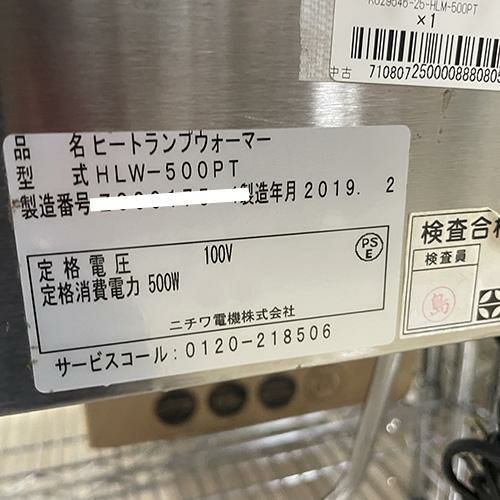 K029546-25-HLM-500PT
×1
中古 7108072500008880805
品 名 ヒートランプウォーマー
型 式 HLW-500PT
製造番号 製造年月 2019. 2
定格電圧 100V
定格消費電力 500W
PS
E
ニチワ電機株式会社
サービスコール:0120-218506
検査合格
検査員